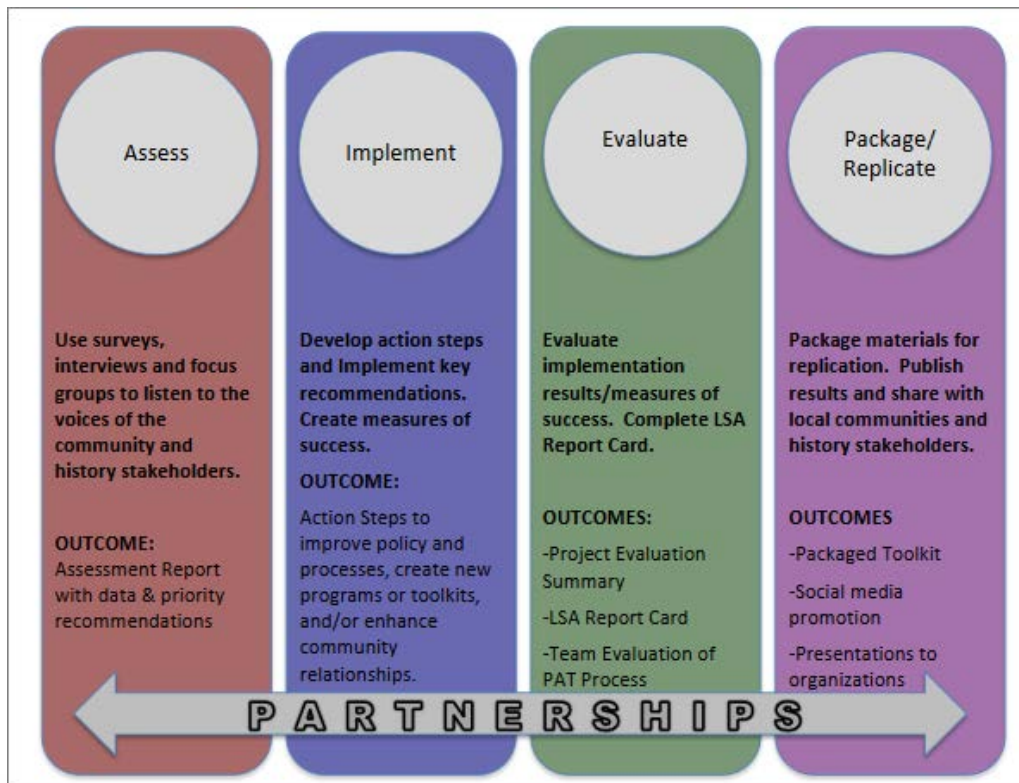 Assess
Use surveys,
interviews and focus
groups to listen to the
voices of the
community and
history stakeholders.
OUTCOME:
Assessment Report
with data & priority
recommendations
Implement
Develop action steps
and Implement key
recommendations.
Create measures of
success.
OUTCOME:
Action Steps to
improve policy and
processes, create new
programs or toolkits,
and/or enhance
community
relationships.
Evaluate
Evaluate
implementation
results/measures of
success.  Complete LSA
Report Card.
OUTCOMES:
-Project Evaluation
Summary
-LSA Report Card
-Team Evaluation of
PAT Process
Package/
Replicate
Package materials for
replication.  Publish
results and share with
local communities and
history stakeholders.
OUTCOMES
-Packaged Toolkit
-Social media
promotion
-Presentations to
organizations
PARTNERSHIPS